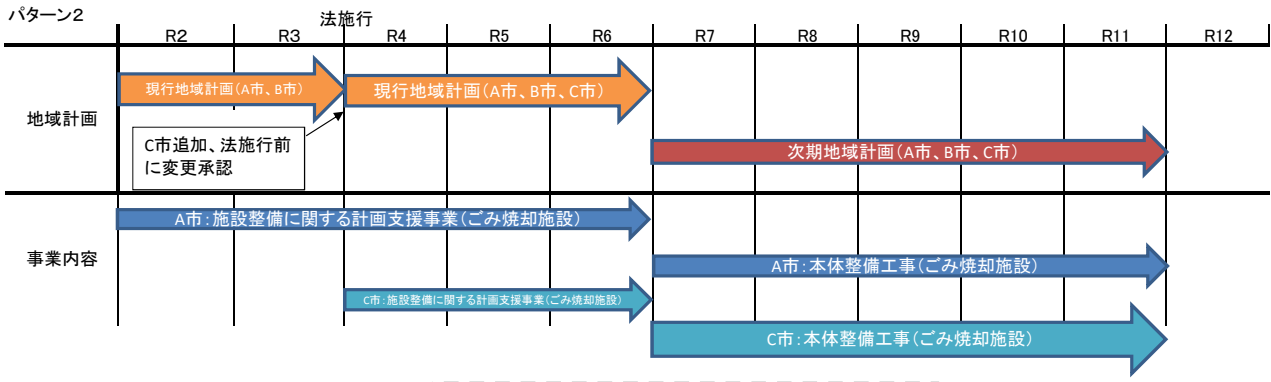 パターン2
法施行
R2 R3 R4 R5 R6 R7 R8 R9 R10 R11 R12
地域計画
現行地域計画(A市、B市)
現行地域計画(A市、B市、C市)
C市追加、法施行前
に変更承認
次期地域計画(A市、B市、C市)
事業内容
A市:施設整備に関する計画支援事業(ごみ焼却施設)
A市:本体整備工事(ごみ焼却施設)
C市:施設整備に関する計画支援事業(ごみ焼却施設)
C市:本体整備工事(ごみ焼却施設)